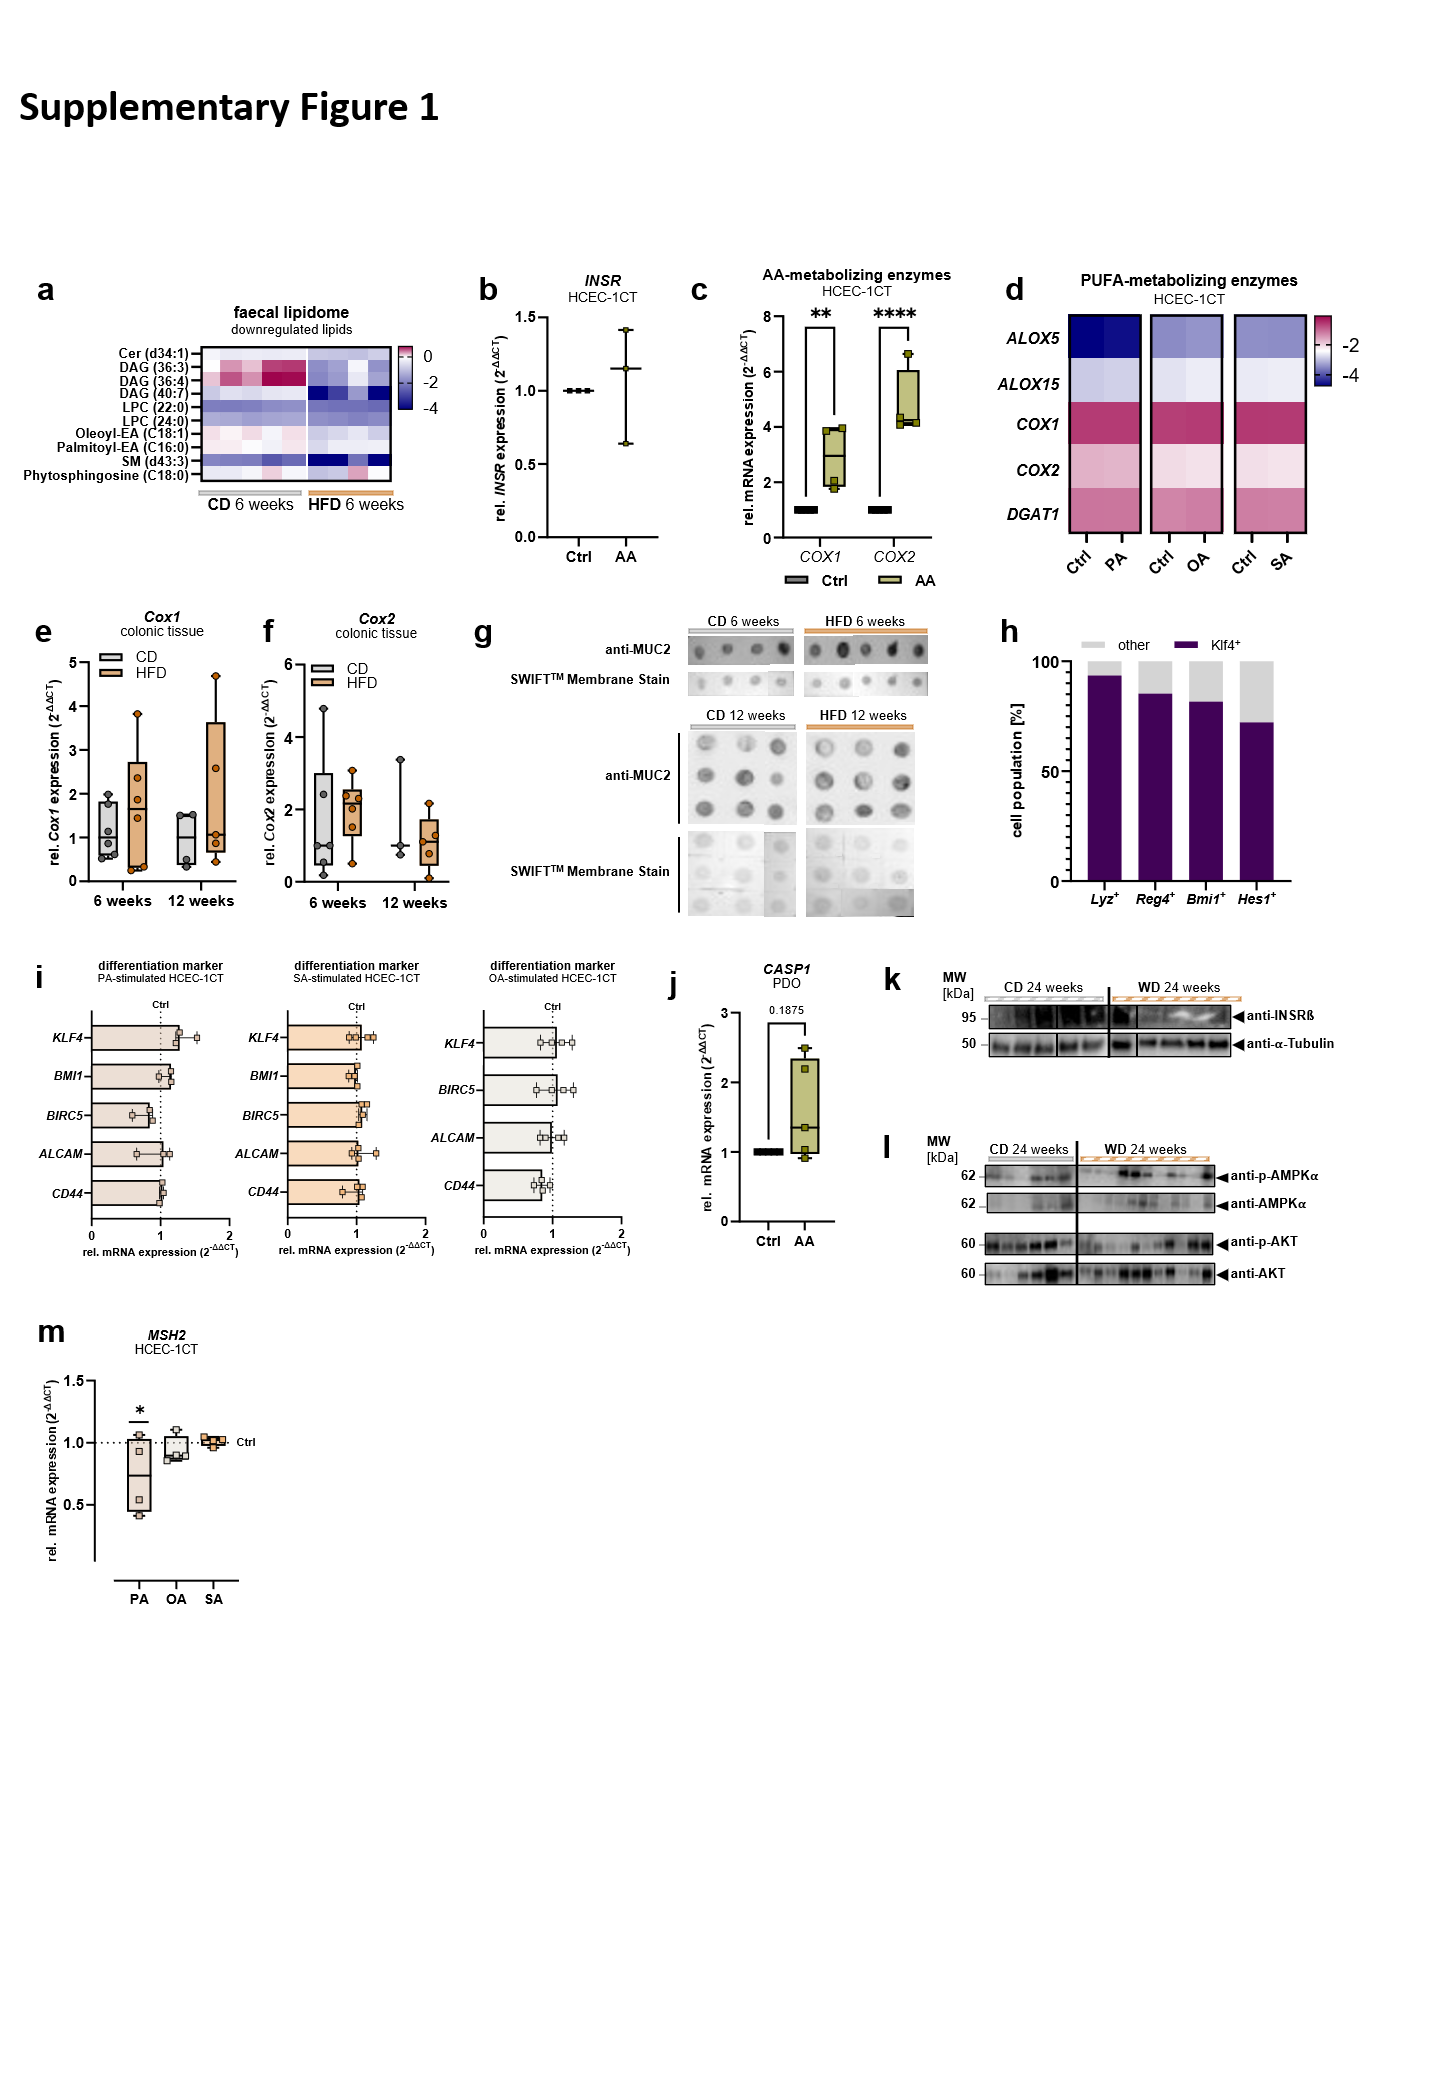 Supplementary Figure 1
a
faecal lipidome
downregulated lipids
Cer (d34:1)
DAG (36:3)
DAG (36:4)
DAG (40:7)
LPC (22:0)
LPC (24:0)
Oleoyl-EA (C18:1)
Palmitoyl-EA (C16:0)
SM (d43:3)
Phytosphingosine (C18:0)
0
-2
-4
CD 6 weeks
HFD 6 weeks
b
INSR
HCEC-1CT
rel. INSR expression (2-ΔΔCT)
1.5
1.0
0.5
0.0
Ctrl
AA
c
AA-metabolizing enzymes
HCEC-1CT
rel. mRNA expression (2-ΔΔCT)
8
6
4
2
0
**
****
COX1
COX2
Ctrl
AA
d
PUFA-metabolizing enzymes
HCEC-1CT
ALOX5
ALOX15
COX1
COX2
DGAT1
-2
-4
Ctrl
PA
Ctrl
OA
Ctrl
SA
e
Cox1
colonic tissue
CD
HFD
rel. Cox1 expression (2-ΔΔCT)
5
4
3
2
1
0
6 weeks
12 weeks
f
Cox2
colonic tissue
CD
HFD
rel. Cox2 expression (2-ΔΔCT)
6
4
2
0
6 weeks
12 weeks
g
CD 6 weeks
HFD 6 weeks
anti-MUC2
SWIFT™ Membrane Stain
CD 12 weeks
HFD 12 weeks
anti-MUC2
SWIFT™ Membrane Stain
h
other
Klf4+
cell population [%]
100
50
0
Lyz+
Reg4+
Bmi1+
Hes1+
i
differentiation marker
PA-stimulated HCEC-1CT
Ctrl
KLF4
BMI1
BIRC5
ALCAM
CD44
0
1
2
rel. mRNA expression (2-ΔΔCT)
differentiation marker
SA-stimulated HCEC-1CT
Ctrl
KLF4
BMI1
BIRC5
ALCAM
CD44
0
1
2
rel. mRNA expression (2-ΔΔCT)
differentiation marker
OA-stimulated HCEC-1CT
Ctrl
KLF4
BIRC5
ALCAM
CD44
0
1
2
rel. mRNA expression (2-ΔΔCT)
j
CASP1
PDO
0.1875
rel. mRNA expression (2-ΔΔCT)
3
2
1
0
Ctrl
AA
k
MW
[kDa]
CD 24 weeks
WD 24 weeks
95
anti-INSRß
50
anti-α-Tubulin
l
MW
[kDa]
CD 24 weeks
WD 24 weeks
62
anti-p-AMPKα
62
anti-AMPKα
60
anti-p-AKT
60
anti-AKT
m
MSH2
HCEC-1CT
rel. mRNA expression (2-ΔΔCT)
1.5
1.0
0.5
*
Ctrl
PA
OA
SA